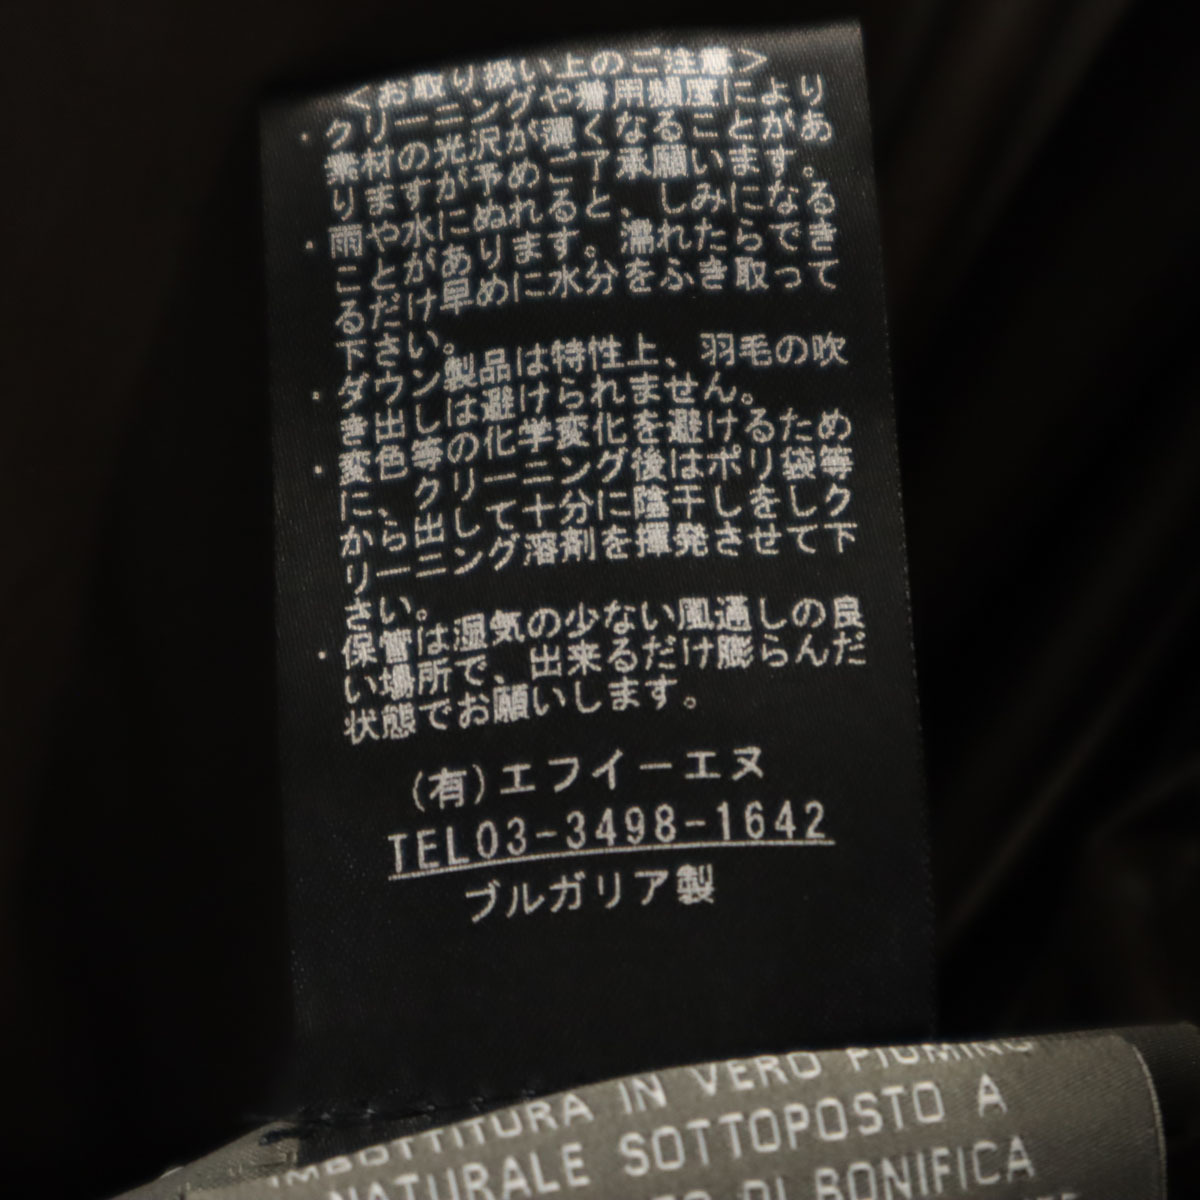 <お取り扱い上のご注意>
・クリーニングや着用頻度により
素材の光沢が薄くなることがあ
りますが予めご了承願います。
・雨や水にぬれると、しみになる
ことがあります。濡れたらでき
るだけ早めに水分をふき取って
下さい。
・ダウン製品は特性上、羽毛の吹
き出しは避けられません。
・変色等の化学変化を避けるため
に、クリーニング後はポリ袋等
から出して十分に陰干しをしク
リーニング溶剤を揮発させて下
さい。
・保管は湿気の少ない風通しの良
い場所で、出来るだけ膨らんだ
状態でお願いします。
(有)エフイーエヌ
TEL03-3498-1642
ブルガリア製
IMBOTTITURA IN VERO PIUMINO
NATURALE SOTTOPOSTO A
DI BONIFICA